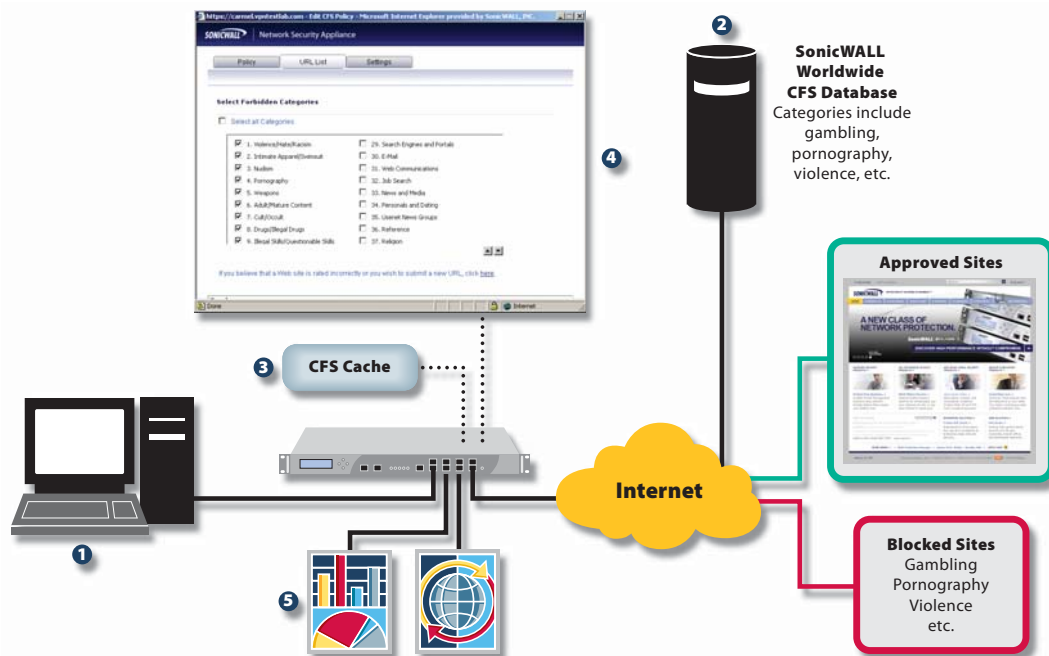 https://carmel.vpntestlab.com - Edit CFS Policy - Microsoft Internet Explorer provided by SonicWALL, INC.
SONICWALL Network Security Appliance
Policy URL List Settings
Select Forbidden Categories
Select all Categories
1. Violence/Hate/Racism
2. Intimate Apparel/Swimsuit
3. Nudism
4. Pornography
5. Weapons
6. Adult/Mature Content
7. Cult/Occult
8. Drugs/Illegal Drugs
9. Illegal Skills/Questionable Skills
29. Search Engines and Portals
30. E-Mail
31. Web Communications
32. Job Search
33. News and Media
34. Personals and Dating
35. Usenet News Groups
36. Reference
37. Religion
If you believe that a Web site is rated incorrectly or you wish to submit a new URL, click here.
Done Internet
4
2
SonicWALL
Worldwide
CFS Database
Categories include
gambling,
pornography,
violence, etc.
3
CFS Cache
Approved Sites
SONICWALL
A NEW CLASS OF
NETWORK PROTECTION.
SonicWALL
DISCOVER HIGH PERFORMANCE WITHOUT COMPROMISE
Internet
1
5
Blocked Sites
Gambling
Pornography
Violence
etc.